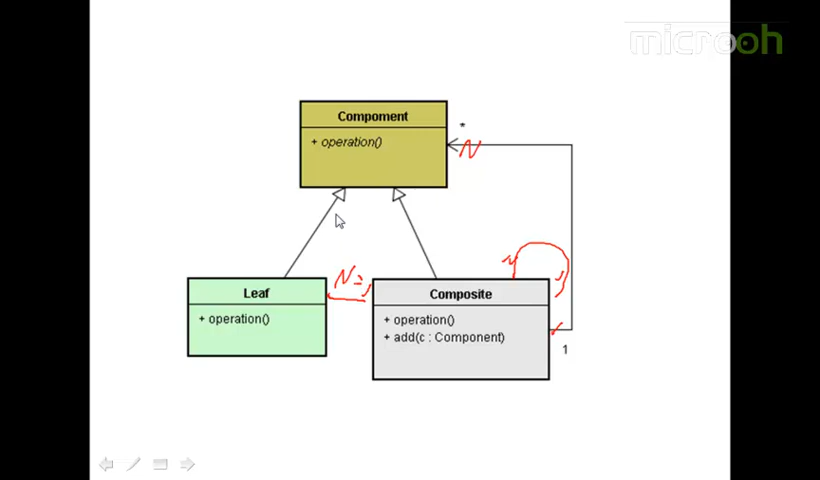 microoh
Compoment
*
+ operation()
N
N
Leaf
Composite
+ operation()
+ operation()
+ add(c : Component)
1